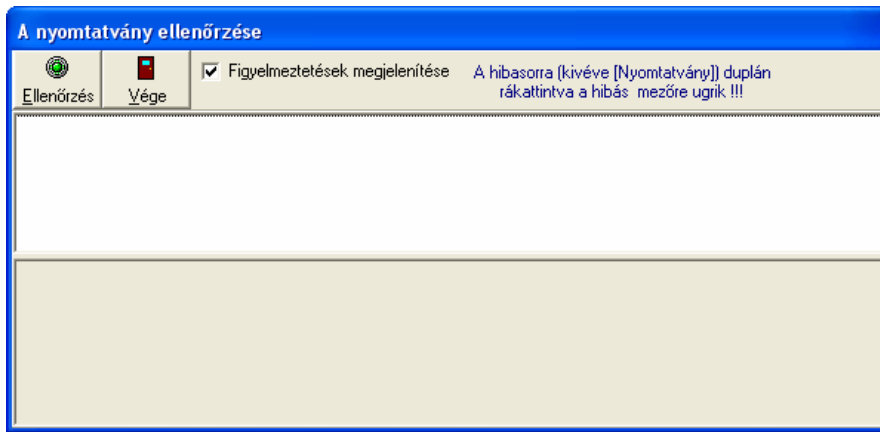 A nyomtatvány ellenőrzése
Ellenőrzés
Vége
Figyelmeztetések megjelenítése
A hibasorra (kivéve [Nyomtatvány]) duplán
rákattintva a hibás mezőre ugrik !!!